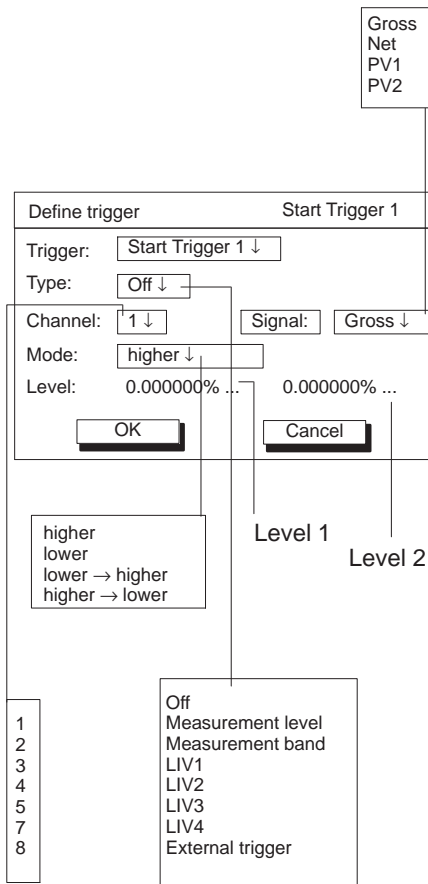 Gross
Net
PV1
PV2
Define trigger Start Trigger 1
Trigger: Start Trigger 1 ↓
Type: Off ↓
Channel: 1 ↓ Signal: Gross ↓
Mode: higher ↓
Level: 0.000000% ... 0.000000% ...
OK Cancel
Level 1
Level 2
higher
lower
lower → higher
higher → lower
1
2
3
4
5
7
8
Off
Measurement level
Measurement band
LIV1
LIV2
LIV3
LIV4
External trigger